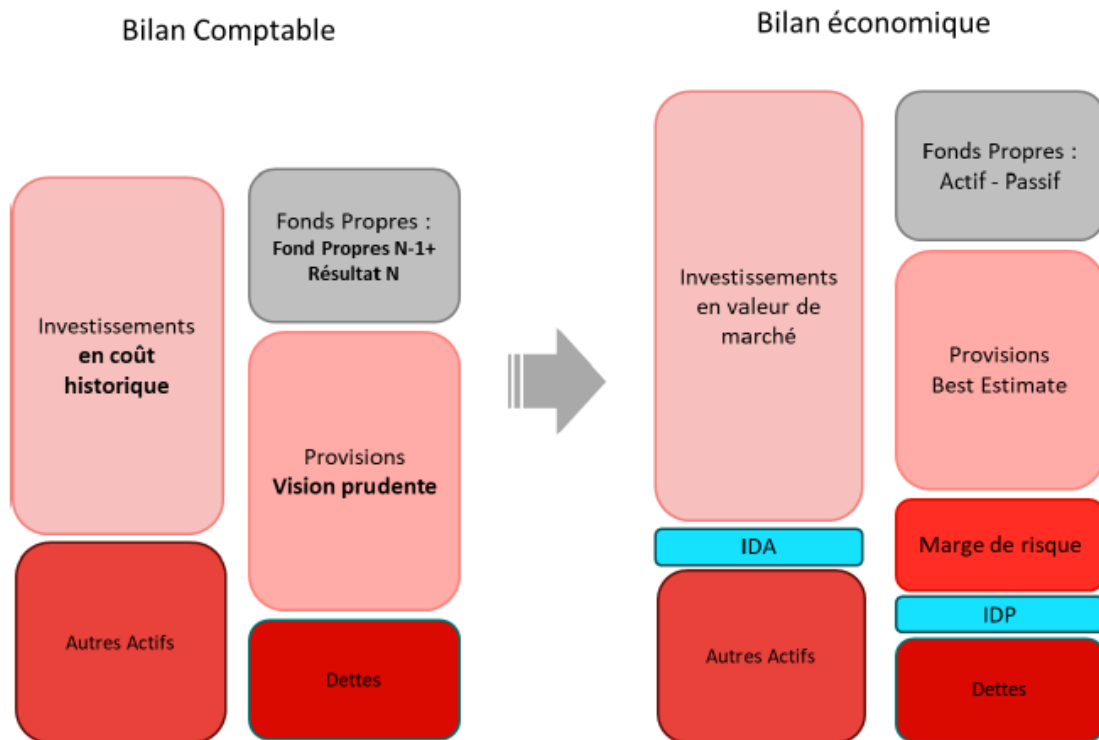 Bilan Comptable
Fonds Propres :
Fond Propres N-1+
Résultat N
Investissements
en coût
historique
Provisions
Vision prudente
Autres Actifs
Dettes
Bilan économique
Fonds Propres :
Actif - Passif
Investissements
en valeur de
marché
Provisions
Best Estimate
IDA
Marge de risque
IDP
Autres Actifs
Dettes